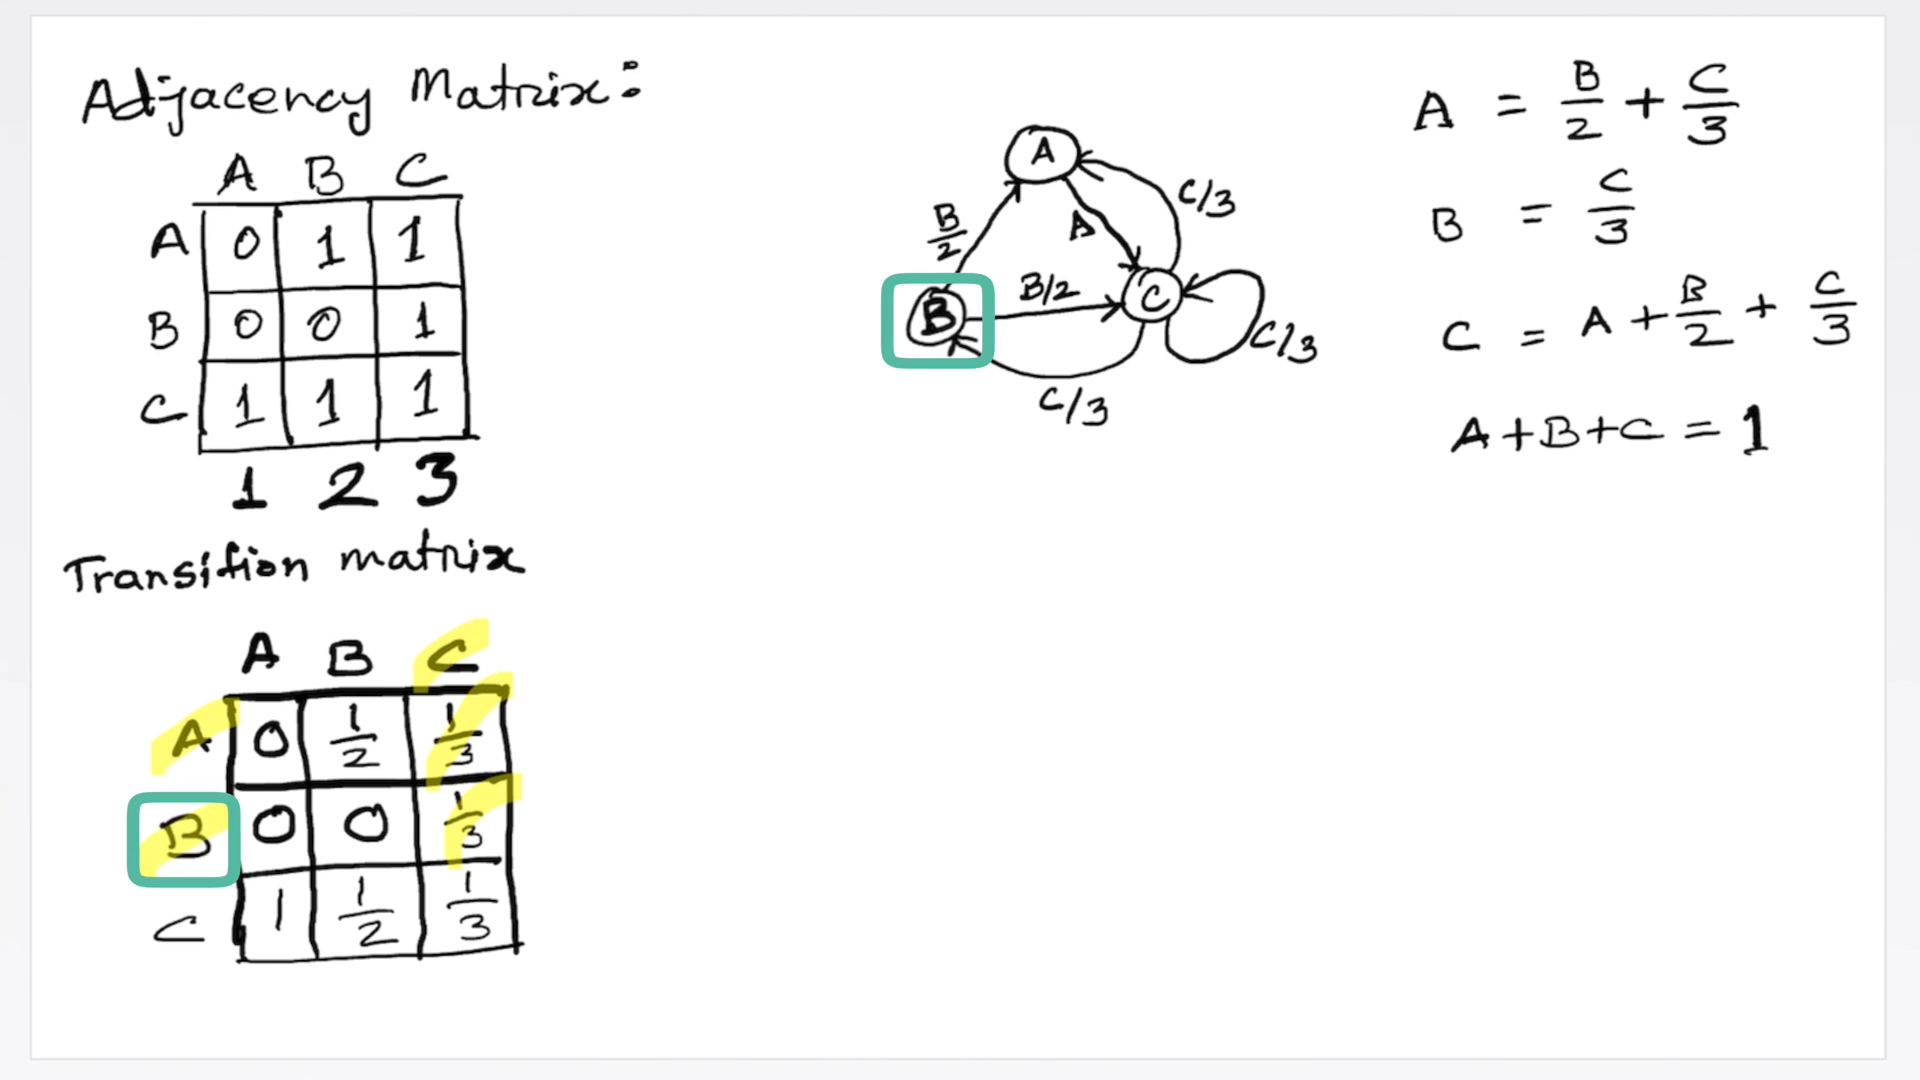 Adjacency Matrix:
A B C
A 0 1 1
B 0 0 1
C 1 1 1
1 2 3
Transition matrix
A B C
A 0 1/2 1/3
B 0 0 1/3
C 1 1/2 1/3
A
B/2
A
C/3
B
B/2
C
C/3
C/3
A = B/2 + C/3
B = C/3
C = A + B/2 + C/3
A+B+C = 1